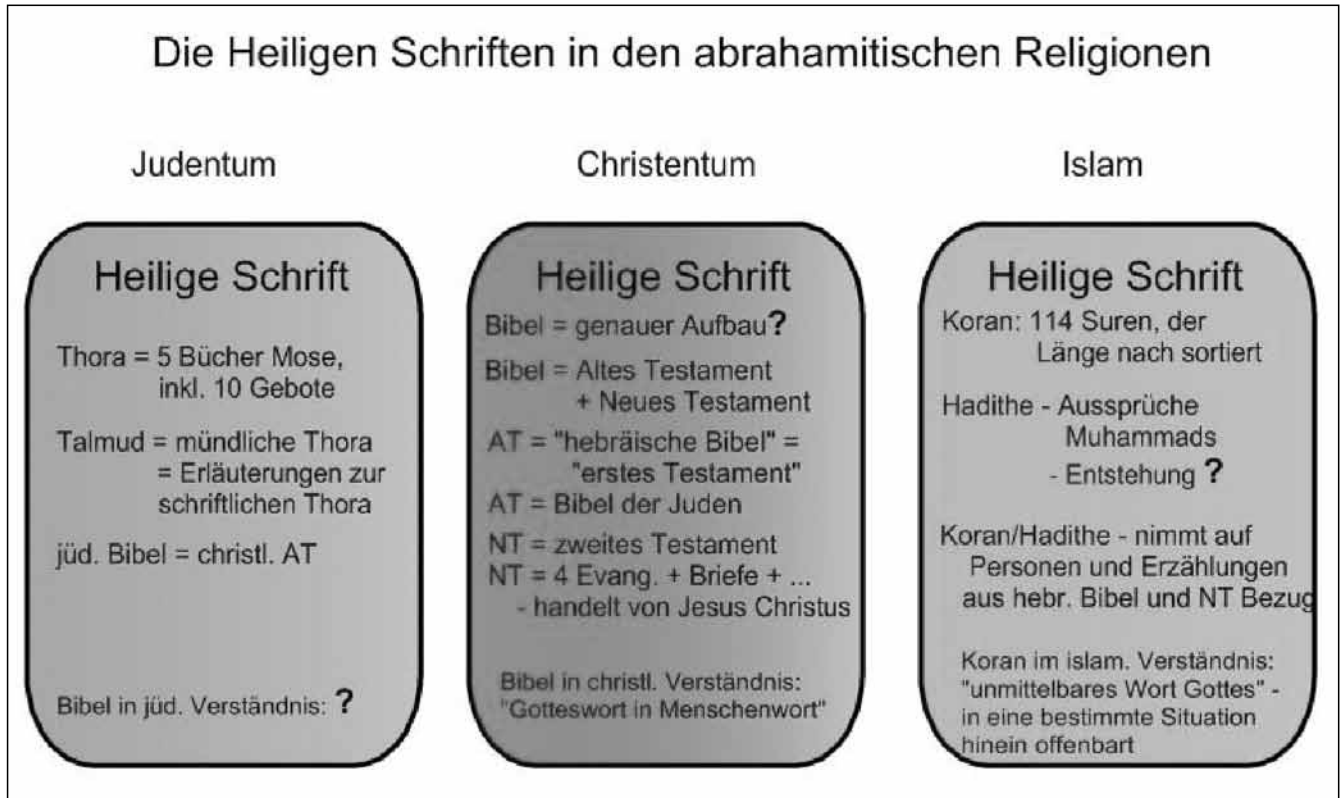 Die Heiligen Schriften in den abrahamitischen Religionen
Judentum
Heilige Schrift
Thora = 5 Bücher Mose,
inkl. 10 Gebote
Talmud = mündliche Thora
= Erläuterungen zur
schriftlichen Thora
jüd. Bibel = christl. AT
Bibel in jüd. Verständnis: ?
Christentum
Heilige Schrift
Bibel = genauer Aufbau?
Bibel = Altes Testament
+ Neues Testament
AT = "hebräische Bibel" =
"erstes Testament"
AT = Bibel der Juden
NT = zweites Testament
NT = 4 Evang. + Briefe + ...
- handelt von Jesus Christus
Bibel in christl. Verständnis:
"Gotteswort in Menschenwort"
Islam
Heilige Schrift
Koran: 114 Suren, der
Länge nach sortiert
Hadithe - Aussprüche
Muhammads
- Entstehung ?
Koran/Hadithe - nimmt auf
Personen und Erzählungen
aus hebr. Bibel und NT Bezug
Koran im islam. Verständnis:
"unmittelbares Wort Gottes" -
in eine bestimmte Situation
hinein offenbart